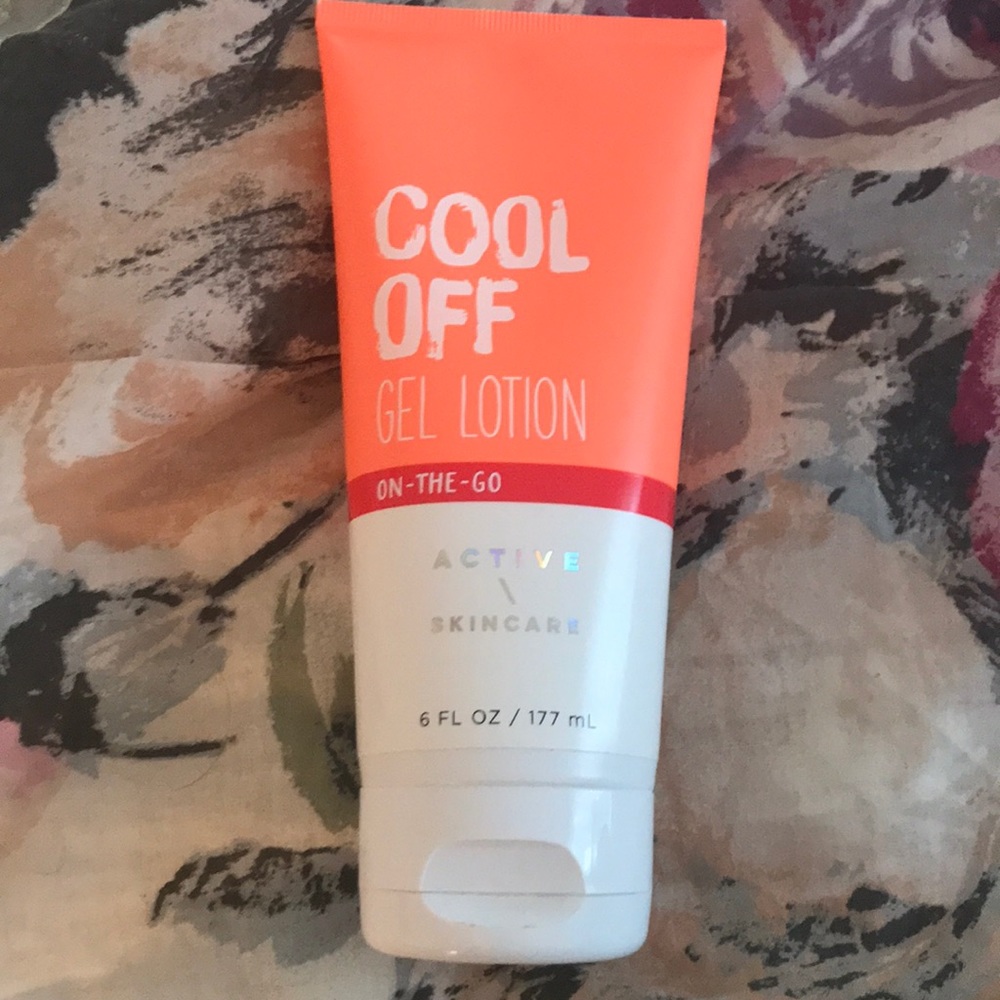 COOL
OFF
GEL LOTION
ON-THE-GO
ACTIVE
\
SKINCARE
6 FL OZ / 177 mL